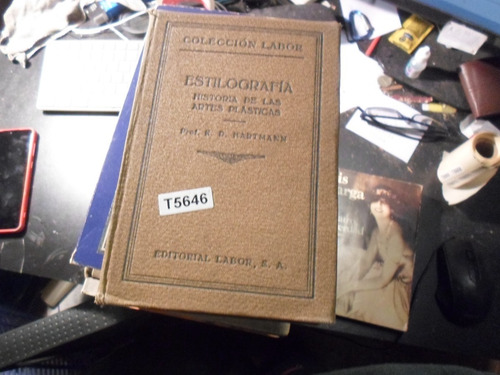 COLECCIÓN LABOR
ESTILOGRAFÍA
HISTORIA DE LAS
ARTES PLÁSTICAS
Prof. K. O. HARTMANN
T5646
EDITORIAL LABOR, S. A.